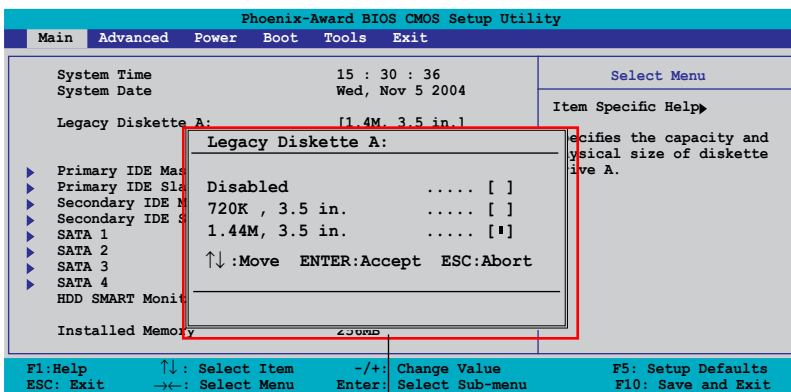 Phoenix-Award BIOS CMOS Setup Utility
Main Advanced Power Boot Tools Exit
System Time 15 : 30 : 36
System Date Wed, Nov 5 2004
Legacy Diskette A: [1.4M, 3.5 in.]
Primary IDE Mas
Primary IDE Sla
Secondary IDE M
Secondary IDE S
SATA 1
SATA 2
SATA 3
SATA 4
HDD SMART Monit
Installed Memory 256MB
Select Menu
Item Specific Help
ecifies the capacity and
ysical size of diskette
ive A.
Legacy Diskette A:
Disabled ..... [ ]
720K , 3.5 in. ..... [ ]
1.44M, 3.5 in. ..... [▮]
↑↓ :Move ENTER:Accept ESC:Abort
F1:Help ↑↓ : Select Item -/+: Change Value F5: Setup Defaults
ESC: Exit →←: Select Menu Enter: Select Sub-menu F10: Save and Exit